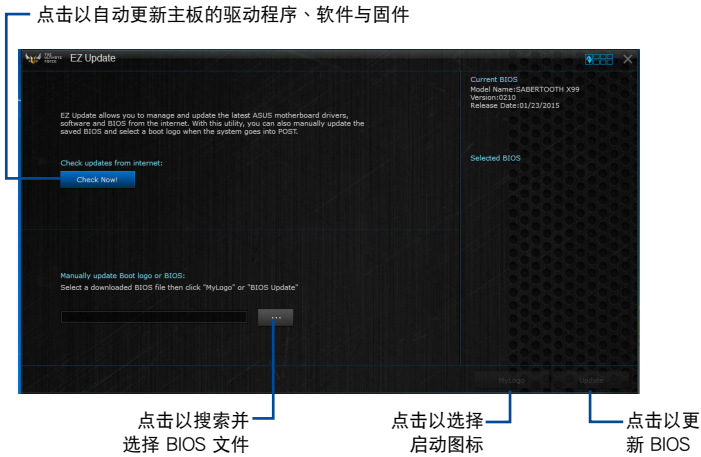 点击以自动更新主板的驱动程序、软件与固件
THE
ULTIMATE
FORCE
EZ Update
Current BIOS
Model Name:SABERTOOTH X99
Version:0210
Release Date:01/23/2015
EZ Update allows you to manage and update the latest ASUS motherboard drivers,
software and BIOS from the internet. With this utility, you can also manually update the
saved BIOS and select a boot logo when the system goes into POST.
Selected BIOS
Check updates from internet:
Check Now!
Manually update Boot logo or BIOS:
Select a downloaded BIOS file then click "MyLogo" or "BIOS Update"
...
MyLogo
Update
点击以搜索并
选择 BIOS 文件
点击以选择
启动图标
点击以更
新 BIOS